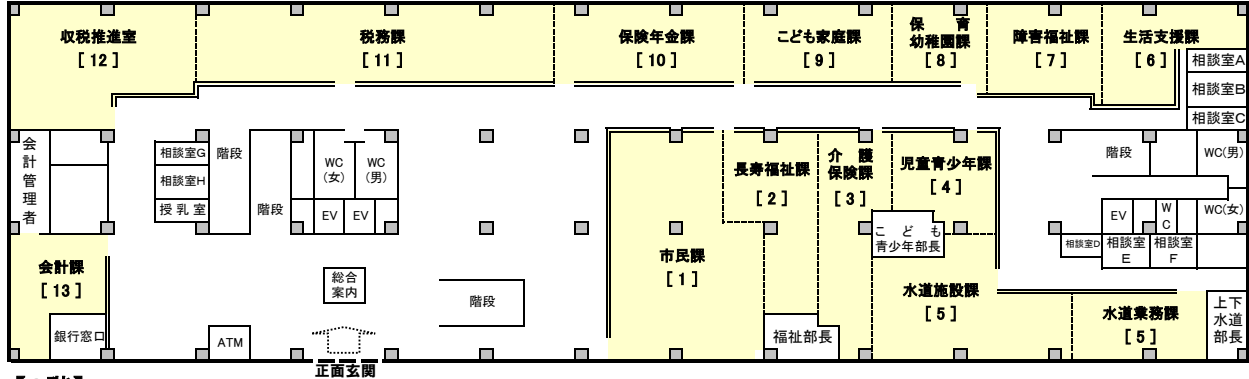 収税推進室
[ 12 ]
税務課
[ 11 ]
保険年金課
[ 10 ]
こども家庭課
[ 9 ]
保　育
幼稚園課
[ 8 ]
障害福祉課
[ 7 ]
生活支援課
[ 6 ]
相談室A
相談室B
相談室C
会計管理者
相談室G
相談室H
授乳室
階段
階段
WC
(女)
WC
(男)
EV
EV
長寿福祉課
[ 2 ]
介　護
保険課
[ 3 ]
児童青少年課
[ 4 ]
こ　ど　も
青少年部長
階段
WC(男)
WC(女)
EV
WC
相談室D
相談室
E
相談室
F
会計課
[ 13 ]
銀行窓口
ATM
総合
案内
正面玄関
階段
市民課
[ 1 ]
福祉部長
水道施設課
[ 5 ]
水道業務課
[ 5 ]
上下
水道
部長